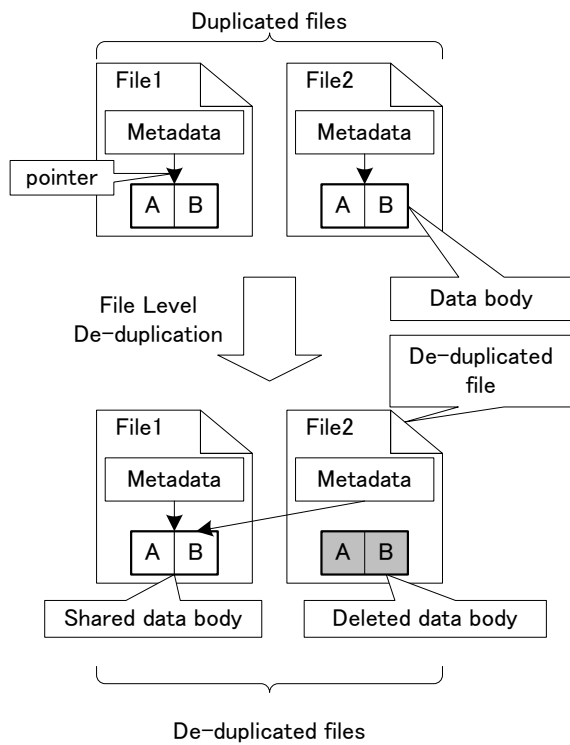 Duplicated files
File1
File2
Metadata
Metadata
pointer
A B
A B
Data body
File Level
De-duplication
De-duplicated
file
File1
File2
Metadata
Metadata
A B
A B
Shared data body
Deleted data body
De-duplicated files